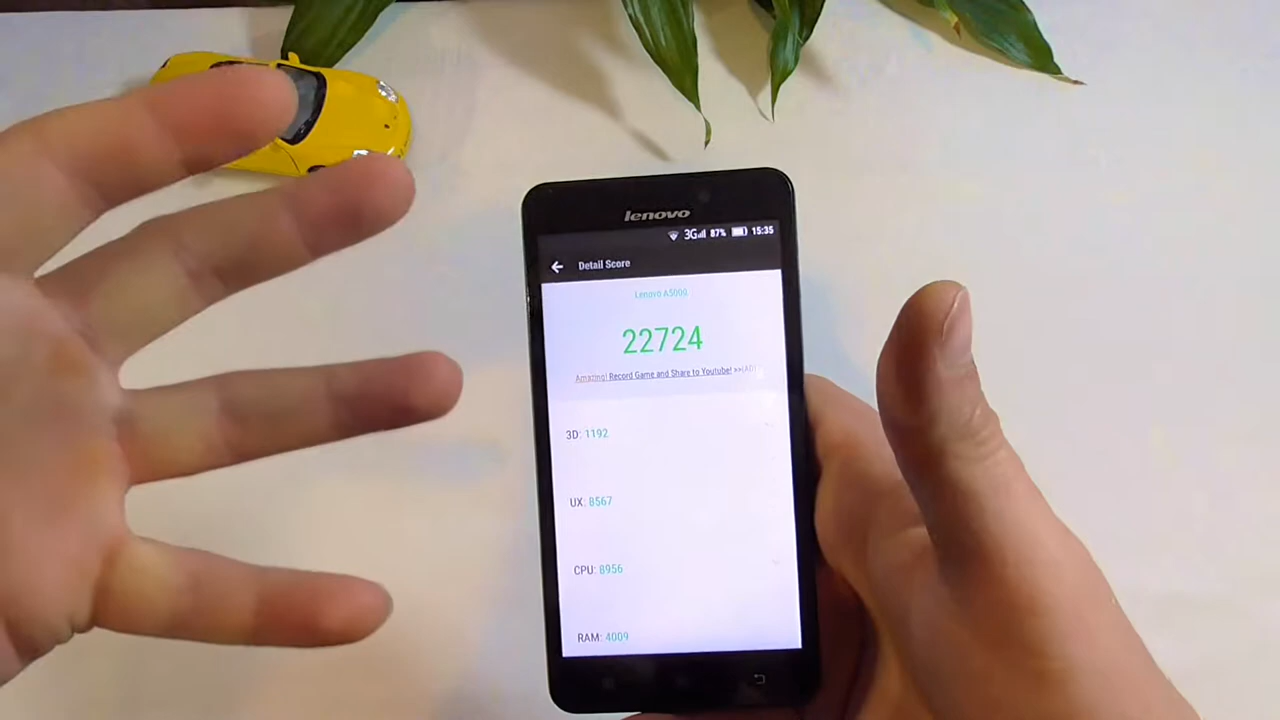 lenovo
3G 87% 15:35
Detail Score
Lenovo A5000
22724
Amazing! Record Game and Share to Youtube! >>(AD)
3D: 1192
UX: 8567
CPU: 8956
RAM: 4009